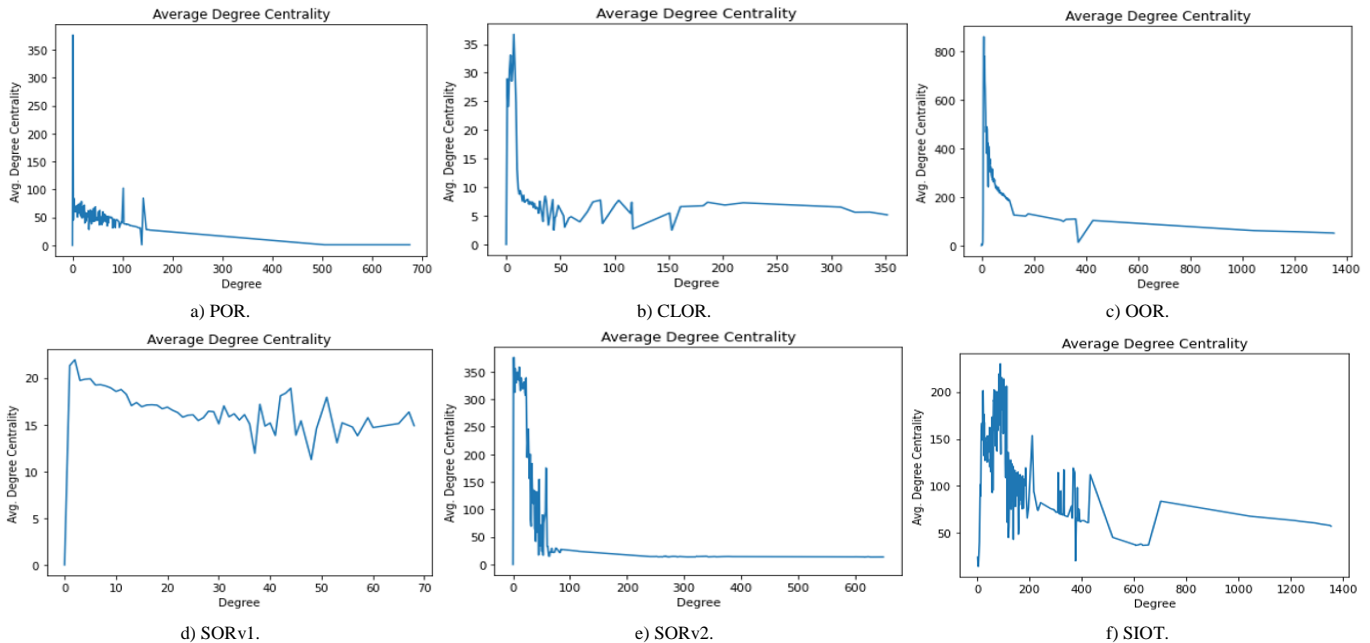 Average Degree Centrality
Avg. Degree Centrality
350
300
250
200
150
100
50
0
0 100 200 300 400 500 600 700
Degree
a) POR.
Average Degree Centrality
Avg. Degree Centrality
35
30
25
20
15
10
5
0
0 50 100 150 200 250 300 350
Degree
b) CLOR.
Average Degree Centrality
Avg. Degree Centrality
800
600
400
200
0
0 200 400 600 800 1000 1200 1400
Degree
c) OOR.
Average Degree Centrality
Avg. Degree Centrality
20
15
10
5
0
0 10 20 30 40 50 60 70
Degree
d) SORv1.
Average Degree Centrality
Avg. Degree Centrality
350
300
250
200
150
100
50
0
0 100 200 300 400 500 600
Degree
e) SORv2.
Average Degree Centrality
Avg. Degree Centrality
200
150
100
50
0 200 400 600 800 1000 1200 1400
Degree
f) SIOT.